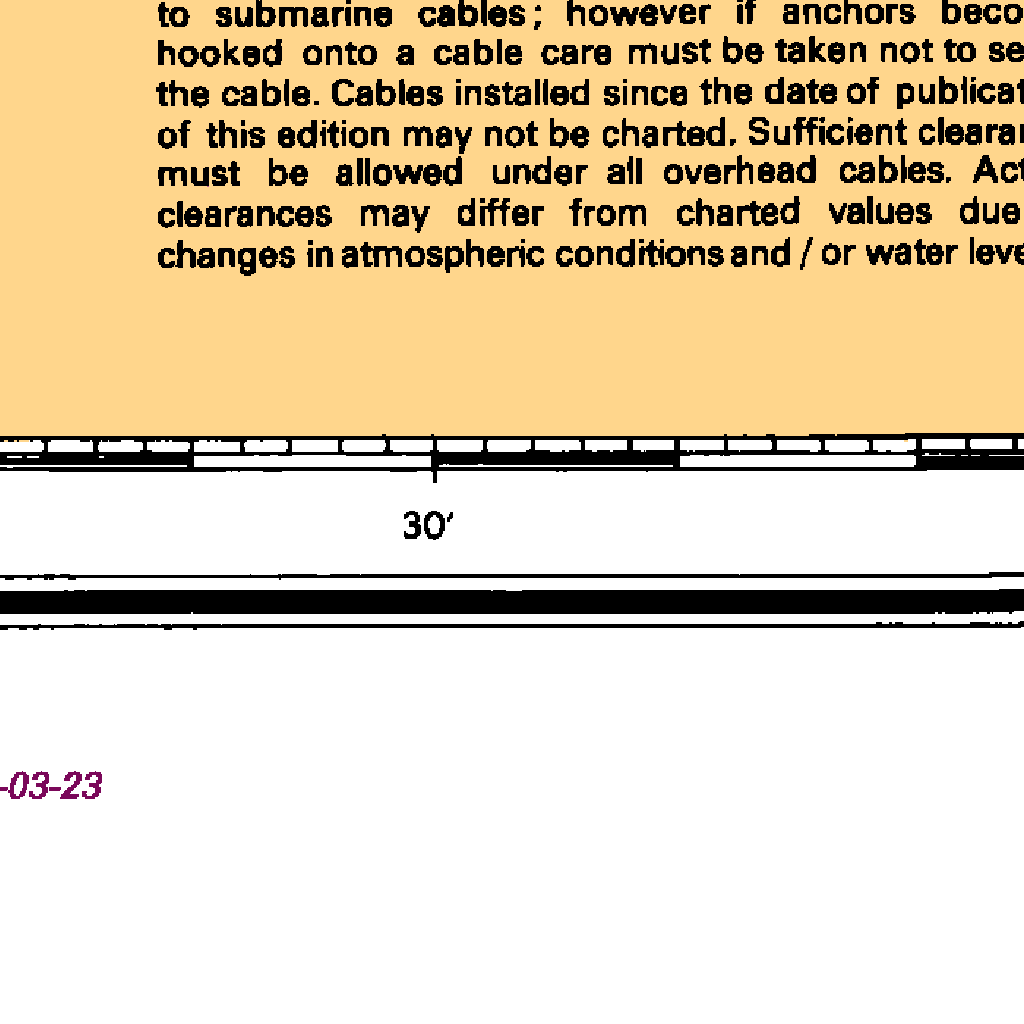 to submarine cables; however if anchors beco
hooked onto a cable care must be taken not to se
the cable. Cables installed since the date of publicat
of this edition may not be charted. Sufficient clearan
must be allowed under all overhead cables. Act
clearances may differ from charted values due
changes in atmospheric conditions and / or water leve
30′
-03-23